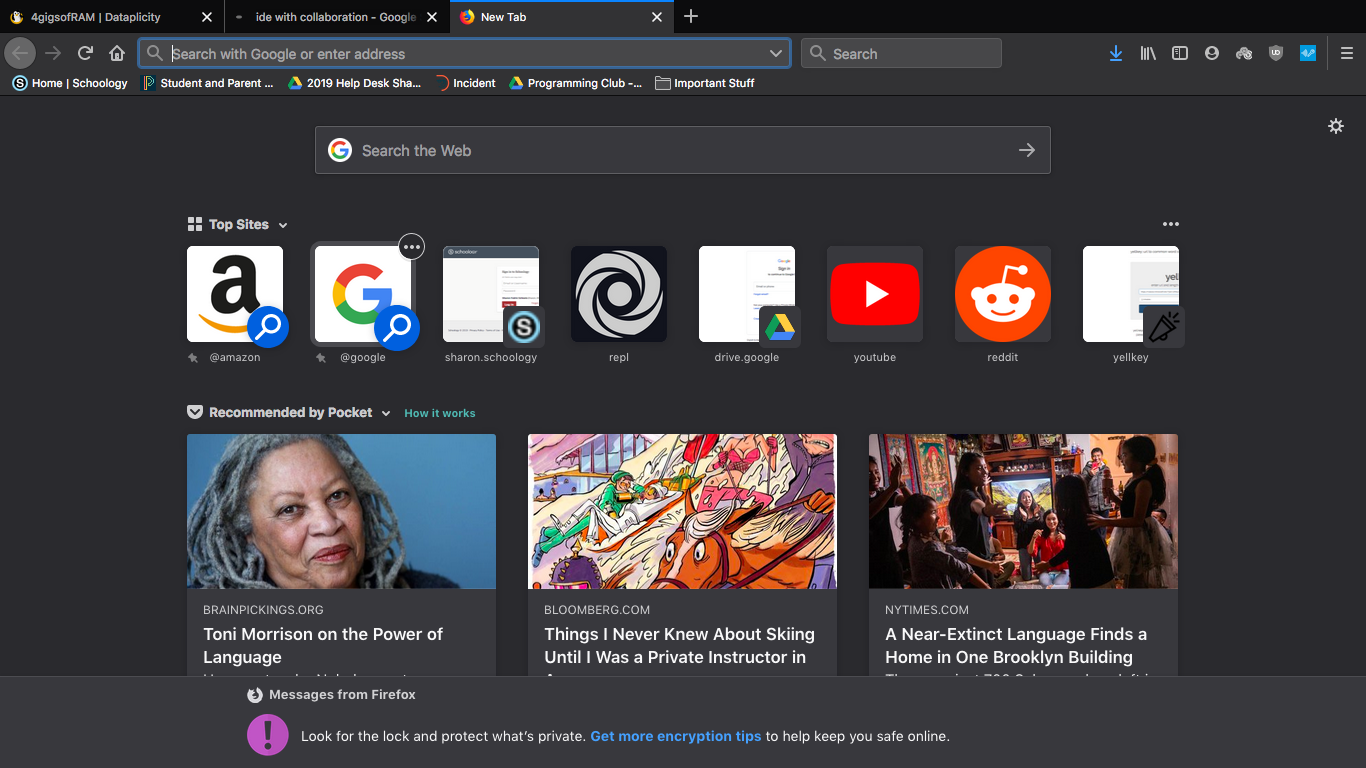 4gigsofRAM | Dataplicity
ide with collaboration - Google
New Tab
Search with Google or enter address
Search
Home | Schoology
Student and Parent ...
2019 Help Desk Sha...
Incident
Programming Club -...
Important Stuff
Search the Web
Top Sites
@amazon
@google
sharon.schoology
repl
drive.google
youtube
reddit
yellkey
Recommended by Pocket
How it works
BRAINPICKINGS.ORG
Toni Morrison on the Power of
Language
BLOOMBERG.COM
Things I Never Knew About Skiing
Until I Was a Private Instructor in
NYTIMES.COM
A Near-Extinct Language Finds a
Home in One Brooklyn Building
Messages from Firefox
Look for the lock and protect what's private. Get more encryption tips to help keep you safe online.